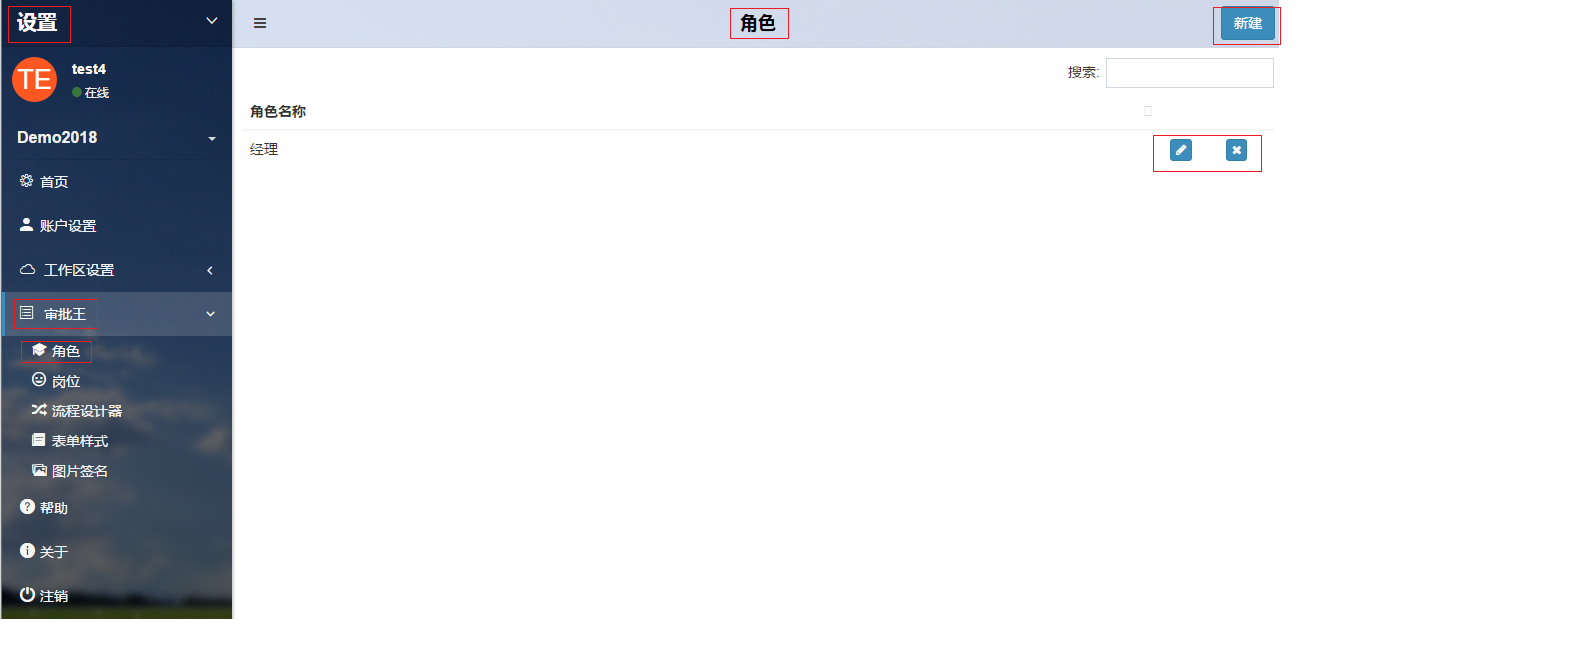 设置
角色
新建
TE
test4
在线
搜索:
Demo2018
角色名称
经理
首页
账户设置
工作区设置
审批王
角色
岗位
流程设计器
表单样式
图片签名
帮助
关于
注销